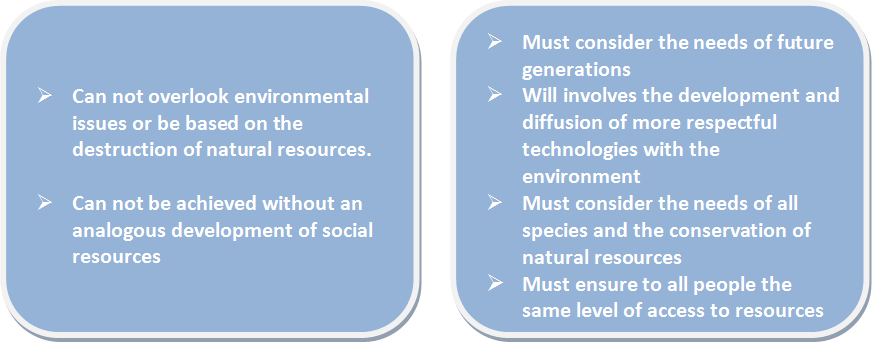 Can not overlook environmental
issues or be based on the
destruction of natural resources.
Can not be achieved without an
analogous development of social
resources
Must consider the needs of future
generations
Will involves the development and
diffusion of more respectful
technologies with the
environment
Must consider the needs of all
species and the conservation of
natural resources
Must ensure to all people the
same level of access to resources